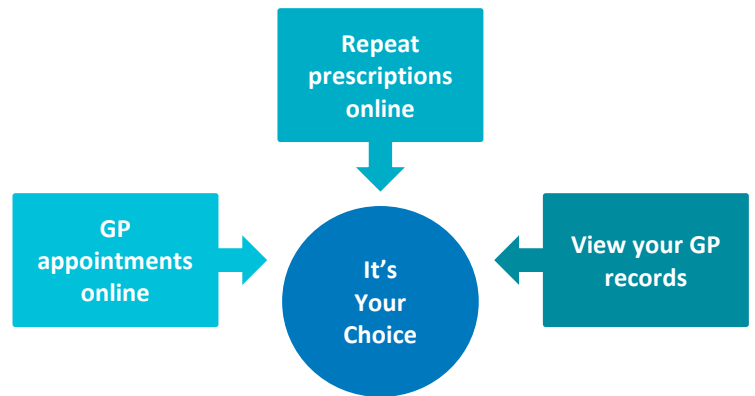 Repeat
prescriptions
online
GP
appointments
online
It’s
Your
Choice
View your GP
records